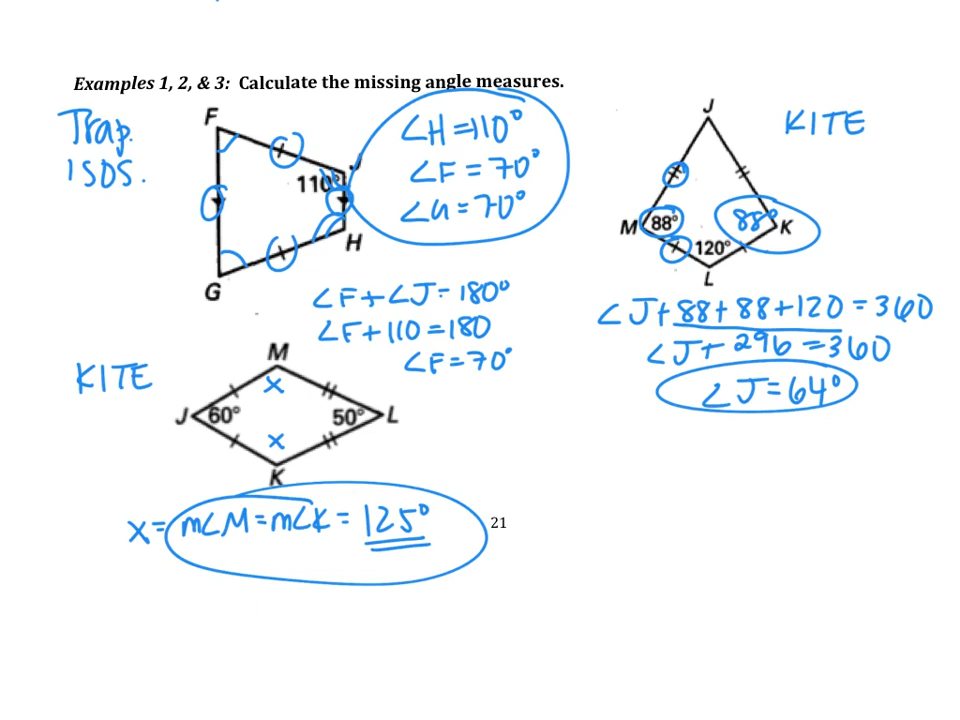 Examples 1, 2, & 3: Calculate the missing angle measures.
Trap.
ISOS.
F
J
110°
H
G
∠H = 110°
∠F = 70°
∠G = 70°
∠F + ∠J = 180°
∠F + 110 = 180
∠F = 70°
KITE
J
M
88°
88°
K
120°
L
∠J + 88 + 88 + 120 = 360
∠J + 296 = 360
∠J = 64°
KITE
M
x
J
60°
50°
L
x
K
x = m∠M = m∠K = 125°
21